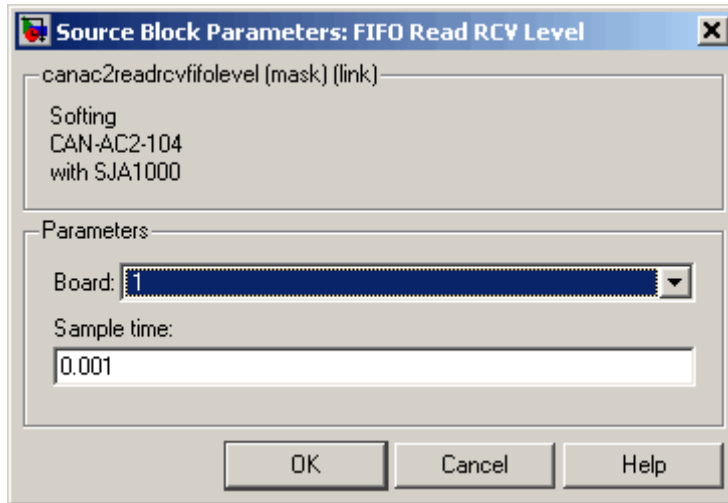 Source Block Parameters: FIFO Read RCV Level
canac2readrcvfifolevel (mask) (link)
Softing
CAN-AC2-104
with SJA1000
Parameters
Board: 1
Sample time:
0.001
OK Cancel Help